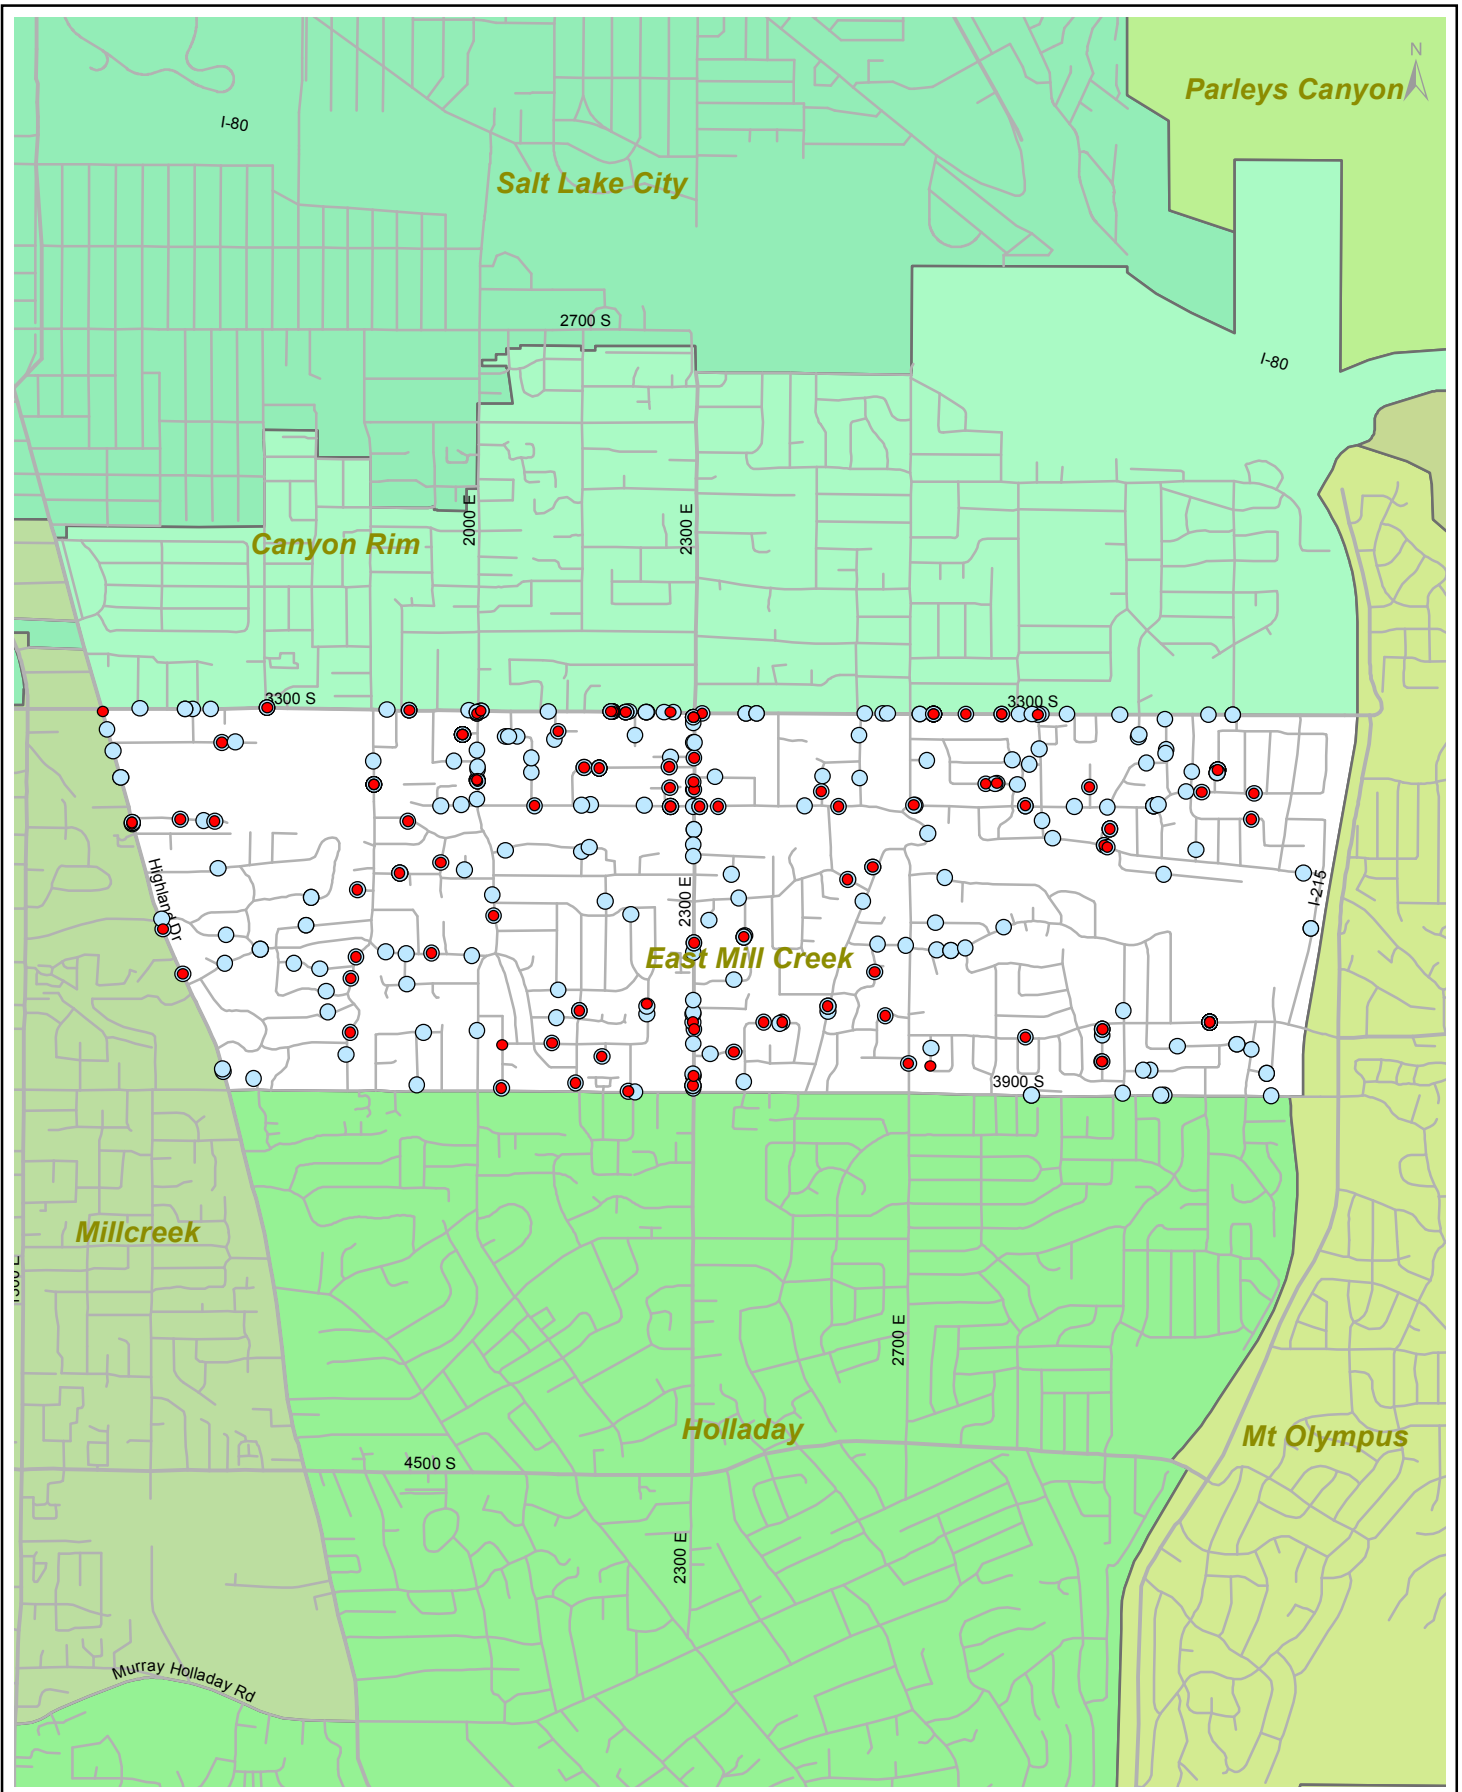 N
Parleys Canyon
I-80
Salt Lake City
2700 S
I-80
2000 E
2300 E
Canyon Rim
3300 S
3300 S
Highland Dr
2300 E
I-215
East Mill Creek
3900 S
Millcreek
2700 E
Holladay
Mt Olympus
4500 S
2300 E
Murray Holladay Rd